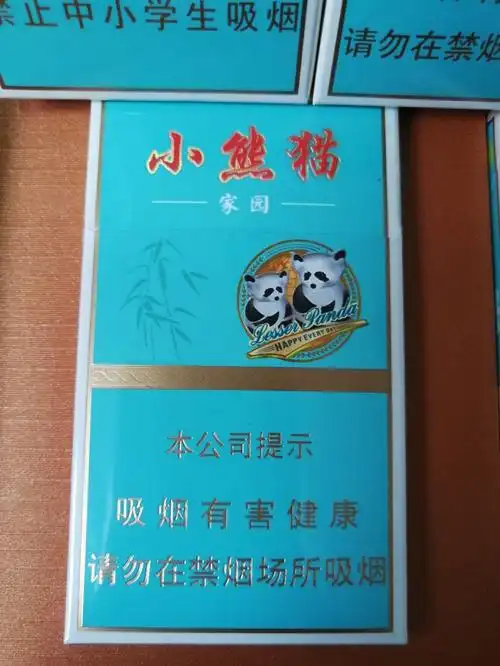 禁止中小学生吸烟
请勿在禁烟
小熊猫
家园
Lesser Panda
HAPPY EVERY DAY
本公司提示
吸烟有害健康
请勿在禁烟场所吸烟